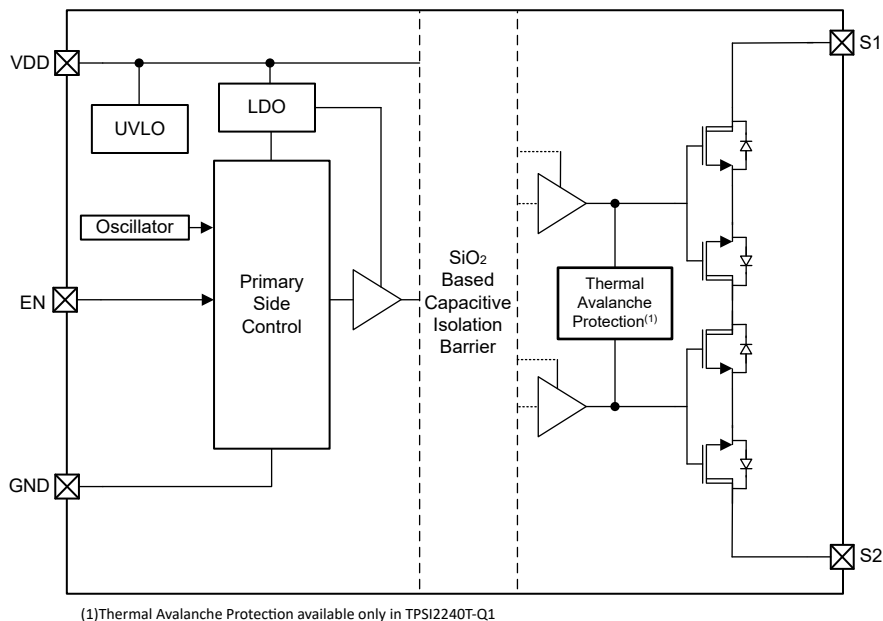 VDD
UVLO
LDO
Oscillator
EN
Primary
Side
Control
GND
SiO2
Based
Capacitive
Isolation
Barrier
Thermal
Avalanche
Protection(1)
S1
S2
(1)Thermal Avalanche Protection available only in TPSI2240T-Q1